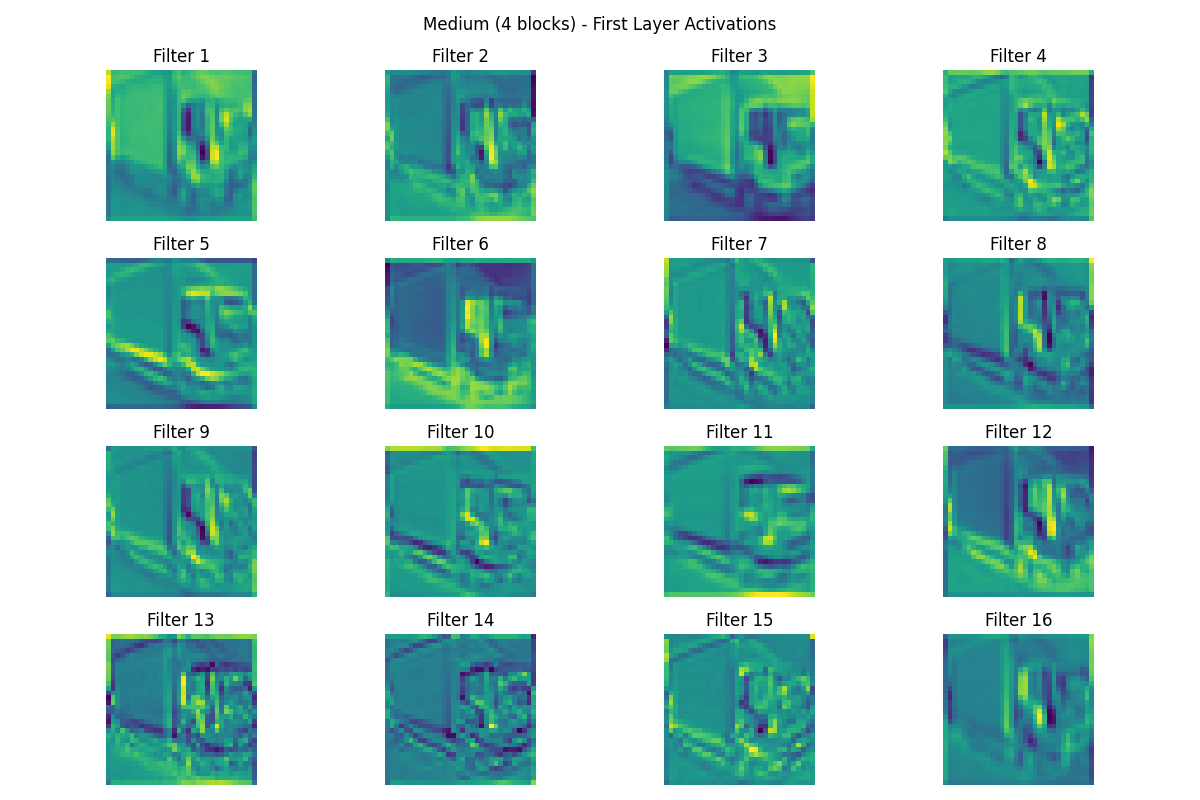 Medium (4 blocks) - First Layer Activations
Filter 1
Filter 2
Filter 3
Filter 4
Filter 5
Filter 6
Filter 7
Filter 8
Filter 9
Filter 10
Filter 11
Filter 12
Filter 13
Filter 14
Filter 15
Filter 16